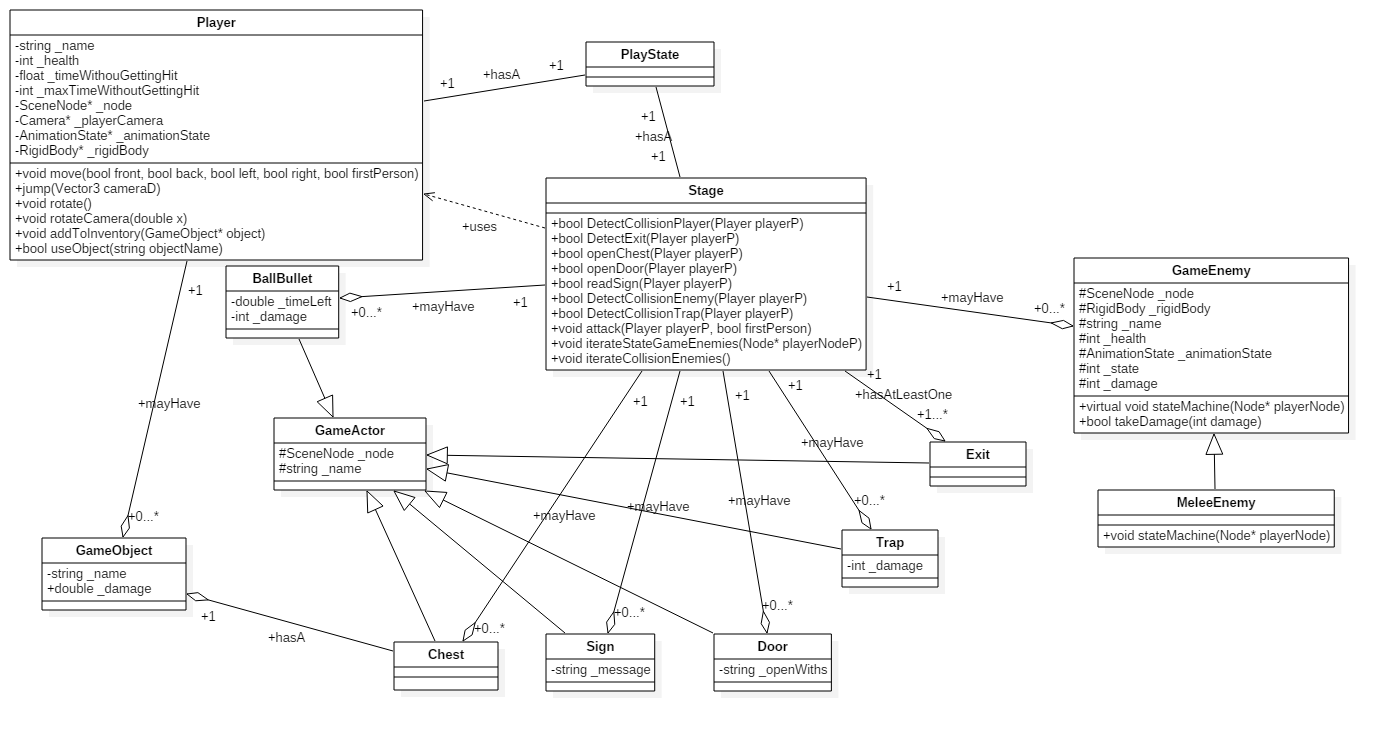 Player
-string _name
-int _health
-float _timeWithouGettingHit
-int _maxTimeWithoutGettingHit
-SceneNode* _node
-Camera* _playerCamera
-AnimationState* _animationState
-RigidBody* _rigidBody
+void move(bool front, bool back, bool left, bool right, bool firstPerson)
+jump(Vector3 cameraD)
+void rotate()
+void rotateCamera(double x)
+void addToInventory(GameObject* object)
+bool useObject(string objectName)
+1
+hasA
+1
PlayState
+1
+hasA
+1
Stage
+bool DetectCollisionPlayer(Player playerP)
+bool DetectExit(Player playerP)
+bool openChest(Player playerP)
+bool openDoor(Player playerP)
+bool readSign(Player playerP)
+bool DetectCollisionEnemy(Player playerP)
+bool DetectCollisionTrap(Player playerP)
+void attack(Player playerP, bool firstPerson)
+void iterateStateGameEnemies(Node* playerNodeP)
+void iterateCollisionEnemies()
+uses
BallBullet
-double _timeLeft
-int _damage
+0...*
+mayHave
+1
+1
+mayHave
+0...*
GameEnemy
#SceneNode _node
#RigidBody _rigidBody
#string _name
#int _health
#AnimationState _animationState
#int _state
#int _damage
+virtual void stateMachine(Node* playerNode)
+bool takeDamage(int damage)
MeleeEnemy
+void stateMachine(Node* playerNode)
+1
+mayHave
+0...*
GameActor
#SceneNode _node
#string _name
+1
+1
+1
+1
+1
+hasAtLeastOne
+1...*
Exit
+mayHave
+mayHave
+mayHave
+mayHave
+0...*
Trap
-int _damage
GameObject
-string _name
+double _damage
+1
+hasA
+0...*
Chest
+0...*
Sign
-string _message
+0...*
Door
-string _openWiths